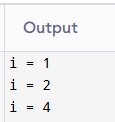 Output
i = 1
i = 2
i = 4